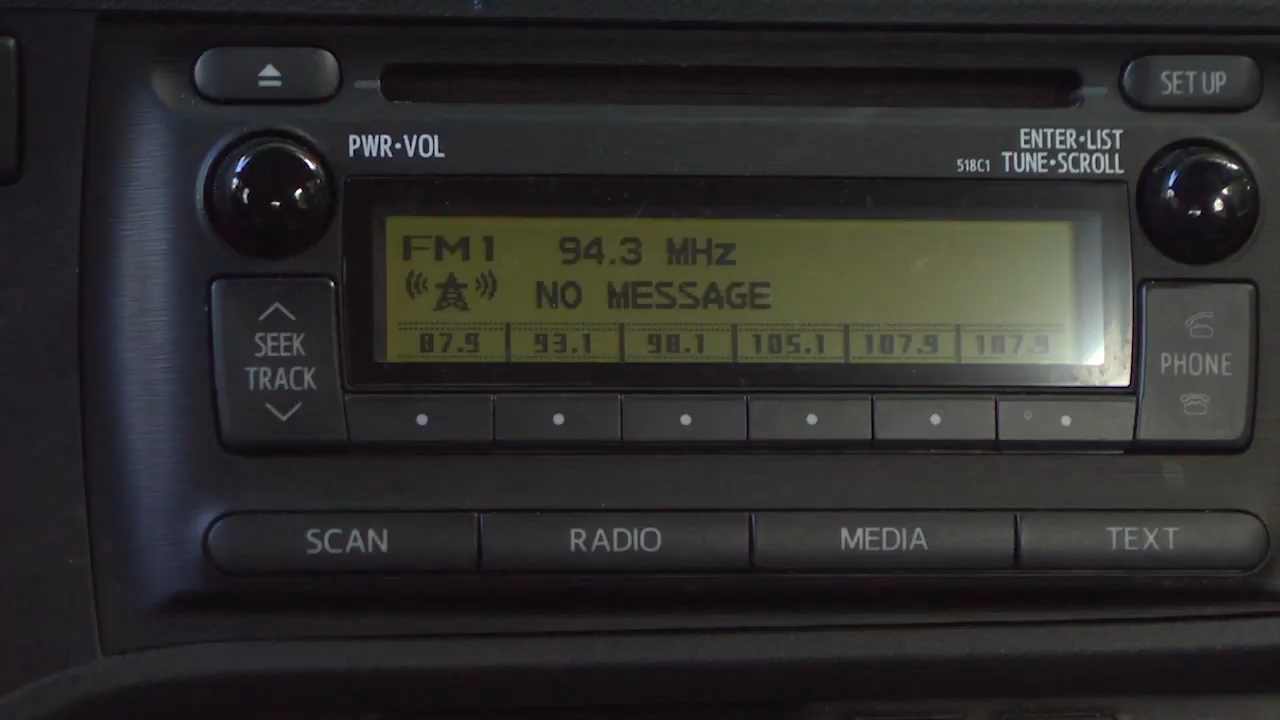 SET UP
PWR•VOL
ENTER•LIST
518C1 TUNE•SCROLL
FM1 94.3 MHz
NO MESSAGE
87.9 93.1 98.1 105.1 107.9 107.9
SEEK
TRACK
PHONE
SCAN RADIO MEDIA TEXT